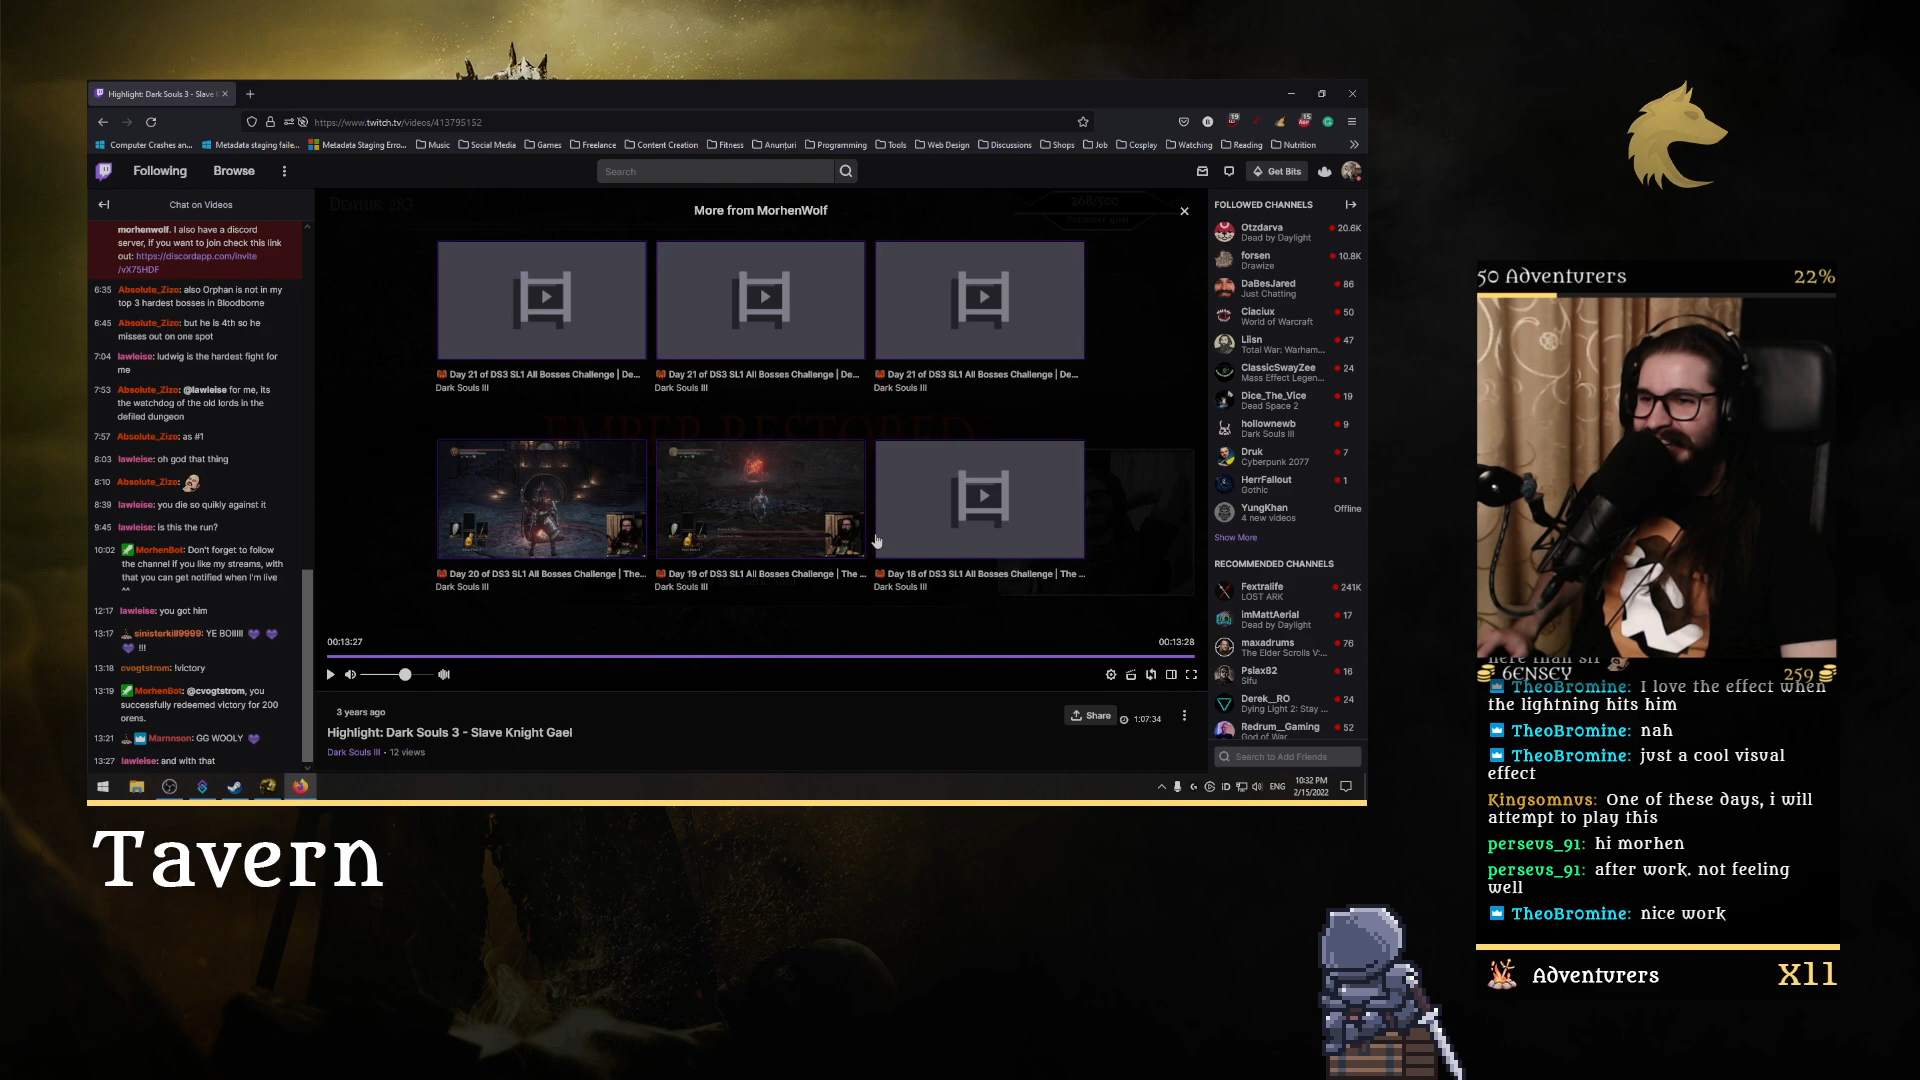 Highlight: Dark Souls 3 - Slave
https://www.twitch.tv/videos/413795152
Computer Crashes an...
Metadata staging faile...
Metadata Staging Erro...
Music
Social Media
Games
Freelance
Content Creation
Fitness
Anunțuri
Programming
Tools
Web Design
Discussions
Shops
Job
Cosplay
Watching
Reading
Nutrition
Following
Browse
Search
Get Bits
Chat on Videos
morhenwolf. I also have a discord
server, if you want to join check this link
out: https://discordapp.com/invite
/vX75HDF
6:35 Absolute_Zizo: also Orphan is not in my
top 3 hardest bosses in Bloodborne
6:45 Absolute_Zizo: but he is 4th so he
misses out on one spot
7:04 lawleise: ludwig is the hardest fight for
me
7:53 Absolute_Zizo: @lawleise for me, its
the watchdog of the old lords in the
defiled dungeon
7:57 Absolute_Zizo: as #1
8:03 lawleise: oh god that thing
8:10 Absolute_Zizo:
8:39 lawleise: you die so quikly against it
9:45 lawleise: is this the run?
10:02 MorhenBot: Don't forget to follow
the channel if you like my streams, with
that you can get notified when I'm live
^^
12:17 lawleise: you got him
13:17 sinisterkill9999: YE BOIIIII
!!!
13:18 cvogtstrom: !victory
13:19 MorhenBot: @cvogtstrom, you
successfully redeemed victory for 200
orens.
13:21 Marnnson: GG WOOLY
13:27 lawleise: and with that
Deaths: 283
268/500
Follower goal
More from MorhenWolf
Day 21 of DS3 SL1 All Bosses Challenge | De...
Dark Souls III
Day 21 of DS3 SL1 All Bosses Challenge | De...
Dark Souls III
Day 21 of DS3 SL1 All Bosses Challenge | De...
Dark Souls III
EMBER RESTORED
Day 20 of DS3 SL1 All Bosses Challenge | The...
Dark Souls III
Day 19 of DS3 SL1 All Bosses Challenge | The ...
Dark Souls III
Day 18 of DS3 SL1 All Bosses Challenge | The ...
Dark Souls III
00:13:27
00:13:28
3 years ago
Share
1:07:34
Highlight: Dark Souls 3 - Slave Knight Gael
Dark Souls III • 12 views
FOLLOWED CHANNELS
Otzdarva 20.6K
Dead by Daylight
forsen 10.8K
Drawize
DaBesJared 86
Just Chatting
Ciaciux 50
World of Warcraft
Liisn 47
Total War: Warham...
ClassicSwayZee 24
Mass Effect Legen...
Dice_The_Vice 19
Dead Space 2
hollownewb 9
Dark Souls III
Druk 7
Cyberpunk 2077
HerrFallout 1
Gothic
YungKhan Offline
4 new videos
Show More
RECOMMENDED CHANNELS
Fextralife 241K
LOST ARK
imMattAerial 17
Dead by Daylight
maxadrums 76
The Elder Scrolls V:...
Psiax82 16
Sifu
Derek__RO 24
Dying Light 2: Stay ...
Redrum__Gaming 52
God of War
Search to Add Friends
ENG
10:32 PM
2/15/2022
Tavern
50 Adventurers 22%
here than sir
6ENSEY 259
TheoBromine: I love the effect when
the lightning hits him
TheoBromine: nah
TheoBromine: just a cool visual
effect
Kingsomnus: One of these days, i will
attempt to play this
perseus_91: hi morhen
perseus_91: after work. not feeling
well
TheoBromine: nice work
Adventurers x11